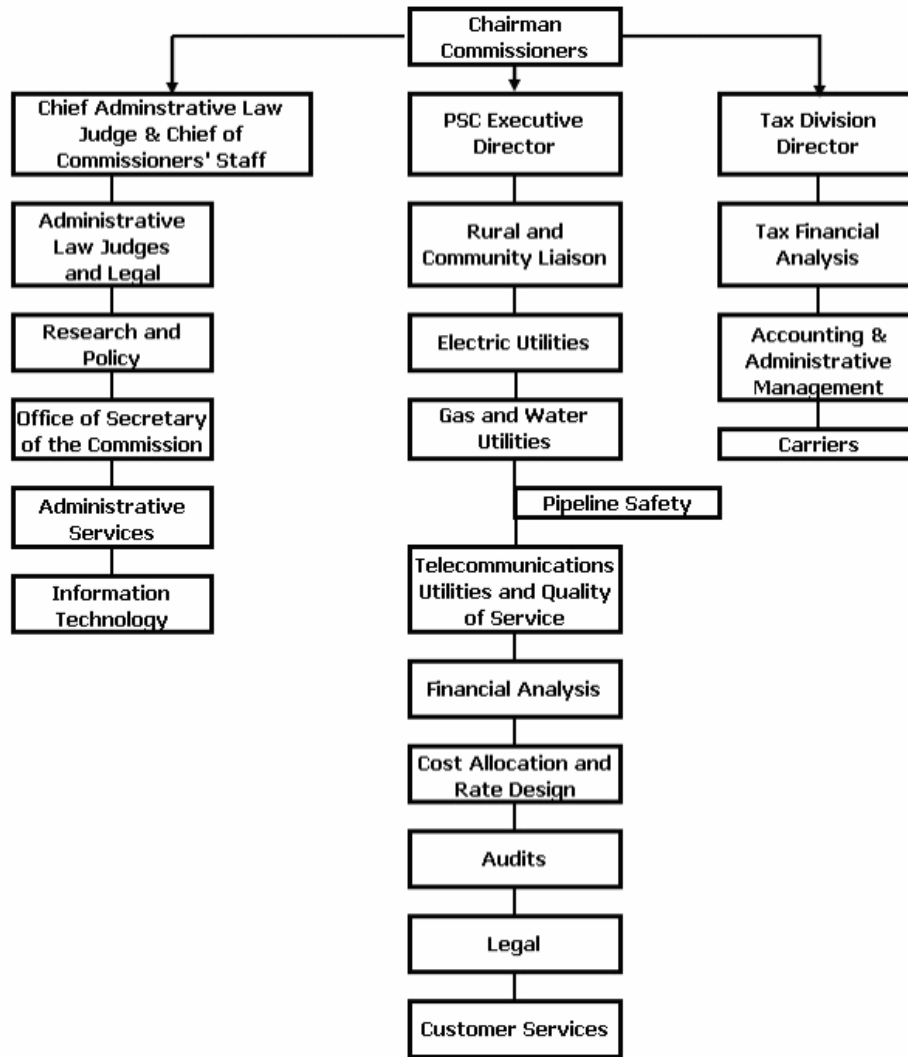 Chairman
Commissioners
Chief Adminstrative Law
Judge & Chief of
Commissioners' Staff
PSC Executive
Director
Tax Division
Director
Administrative
Law Judges
and Legal
Rural and
Community Liaison
Tax Financial
Analysis
Research and
Policy
Electric Utilities
Accounting &
Administrative
Management
Office of Secretary
of the Commission
Gas and Water
Utilities
Carriers
Administrative
Services
Pipeline Safety
Information
Technology
Telecommunications
Utilities and Quality
of Service
Financial Analysis
Cost Allocation and
Rate Design
Audits
Legal
Customer Services